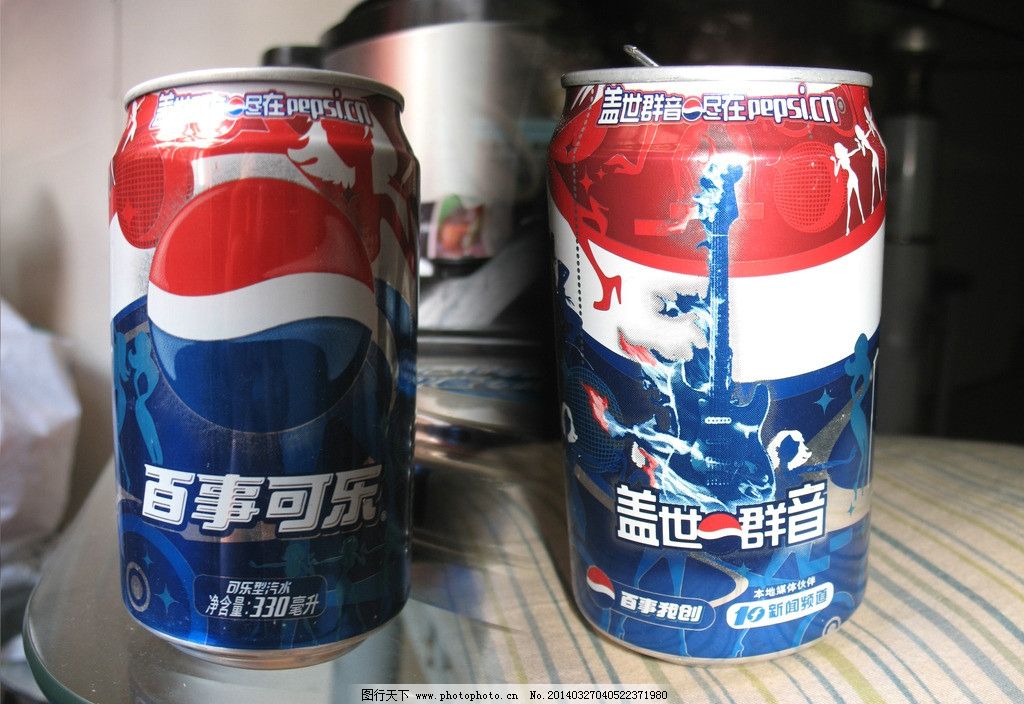 盖世群音 尽在pepsi.cn
百事可乐
可乐型汽水
净含量:330毫升
盖世群音 尽在pepsi.cn
盖世 群音
百事我创
本地媒体伙伴
10新闻频道
图行天下 www.photophoto.cn No.20140327040522371980